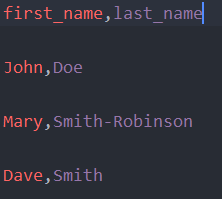 first_name,last_name
John,Doe
Mary,Smith-Robinson
Dave,Smith